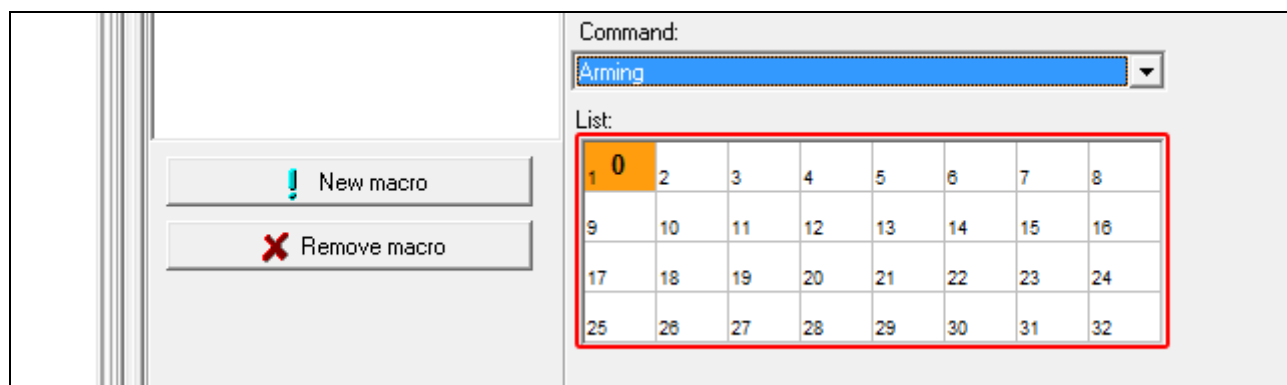 Command:
Arming
List:
1 0 2 3 4 5 6 7 8
New macro
9 10 11 12 13 14 15 16
Remove macro
17 18 19 20 21 22 23 24
25 26 27 28 29 30 31 32